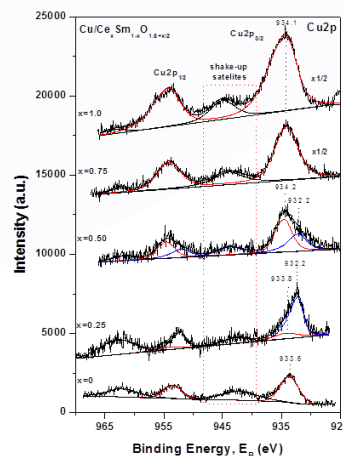 Cu/CexSm1-xO1.5+x/2
Cu2p
Cu2p3/2
934.1
Cu2p1/2
shake-up
satelites
x1/2
x=1.0
x1/2
x=0.75
934.2
932.2
x=0.50
932.2
933.8
x=0.25
933.6
x=0
25000
20000
15000
10000
5000
0
Intensity (a.u.)
965 955 945 935 92
Binding Energy, EB (eV)